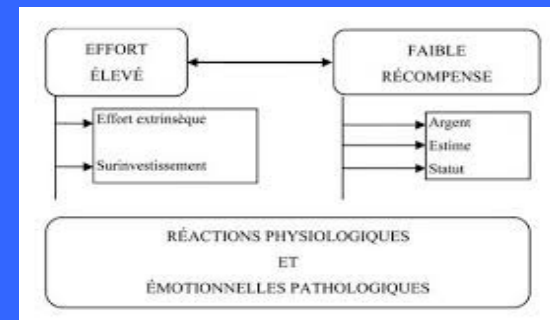 EFFORT
ÉLEVÉ
FAIBLE
RÉCOMPENSE
Effort extrinsèque
Surinvestissement
Argent
Estime
Statut
RÉACTIONS PHYSIOLOGIQUES
ET
ÉMOTIONNELLES PATHOLOGIQUES